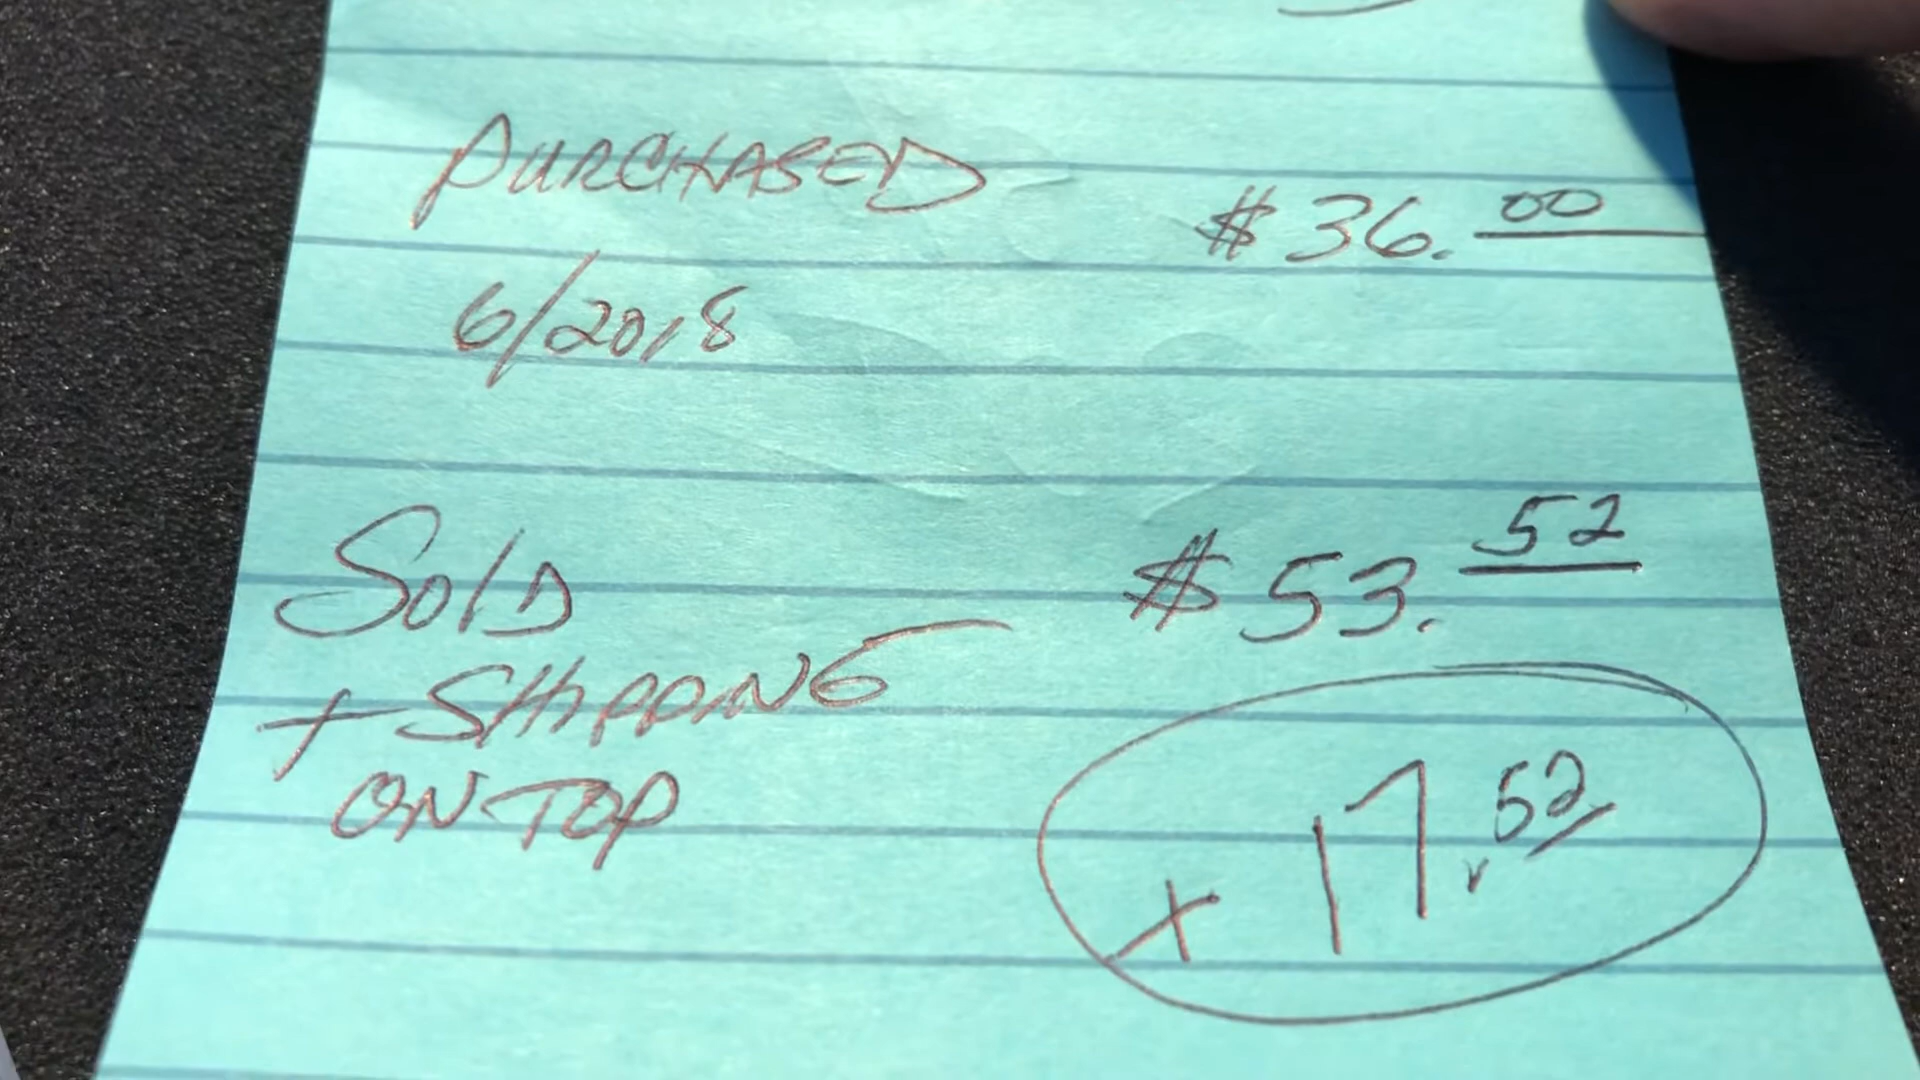 PURCHASED $36.00
6/2018
SOLD $53.52
+ SHIPPING
ON TOP
+ 17.52